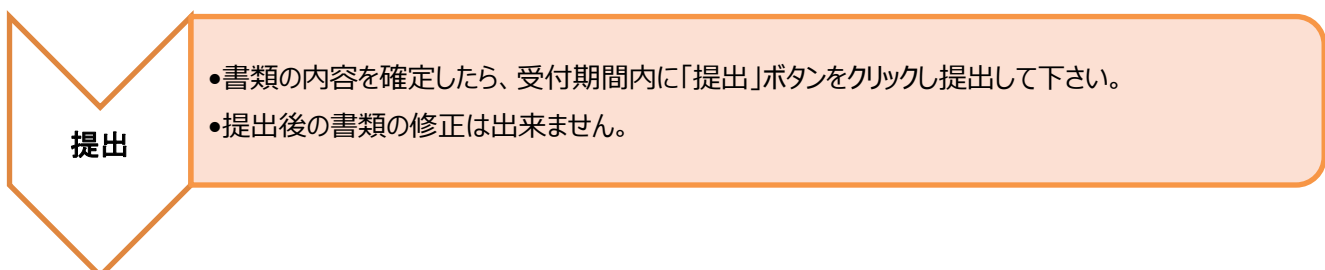 •書類の内容を確定したら、受付期間内に「提出」ボタンをクリックし提出して下さい。
•提出後の書類の修正は出来ません。
提出